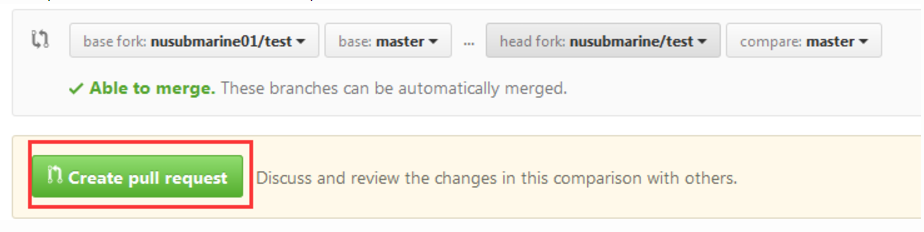 base fork: nusubmarine01/test base: master ... head fork: nusubmarine/test compare: master
Able to merge. These branches can be automatically merged.
Create pull request Discuss and review the changes in this comparison with others.